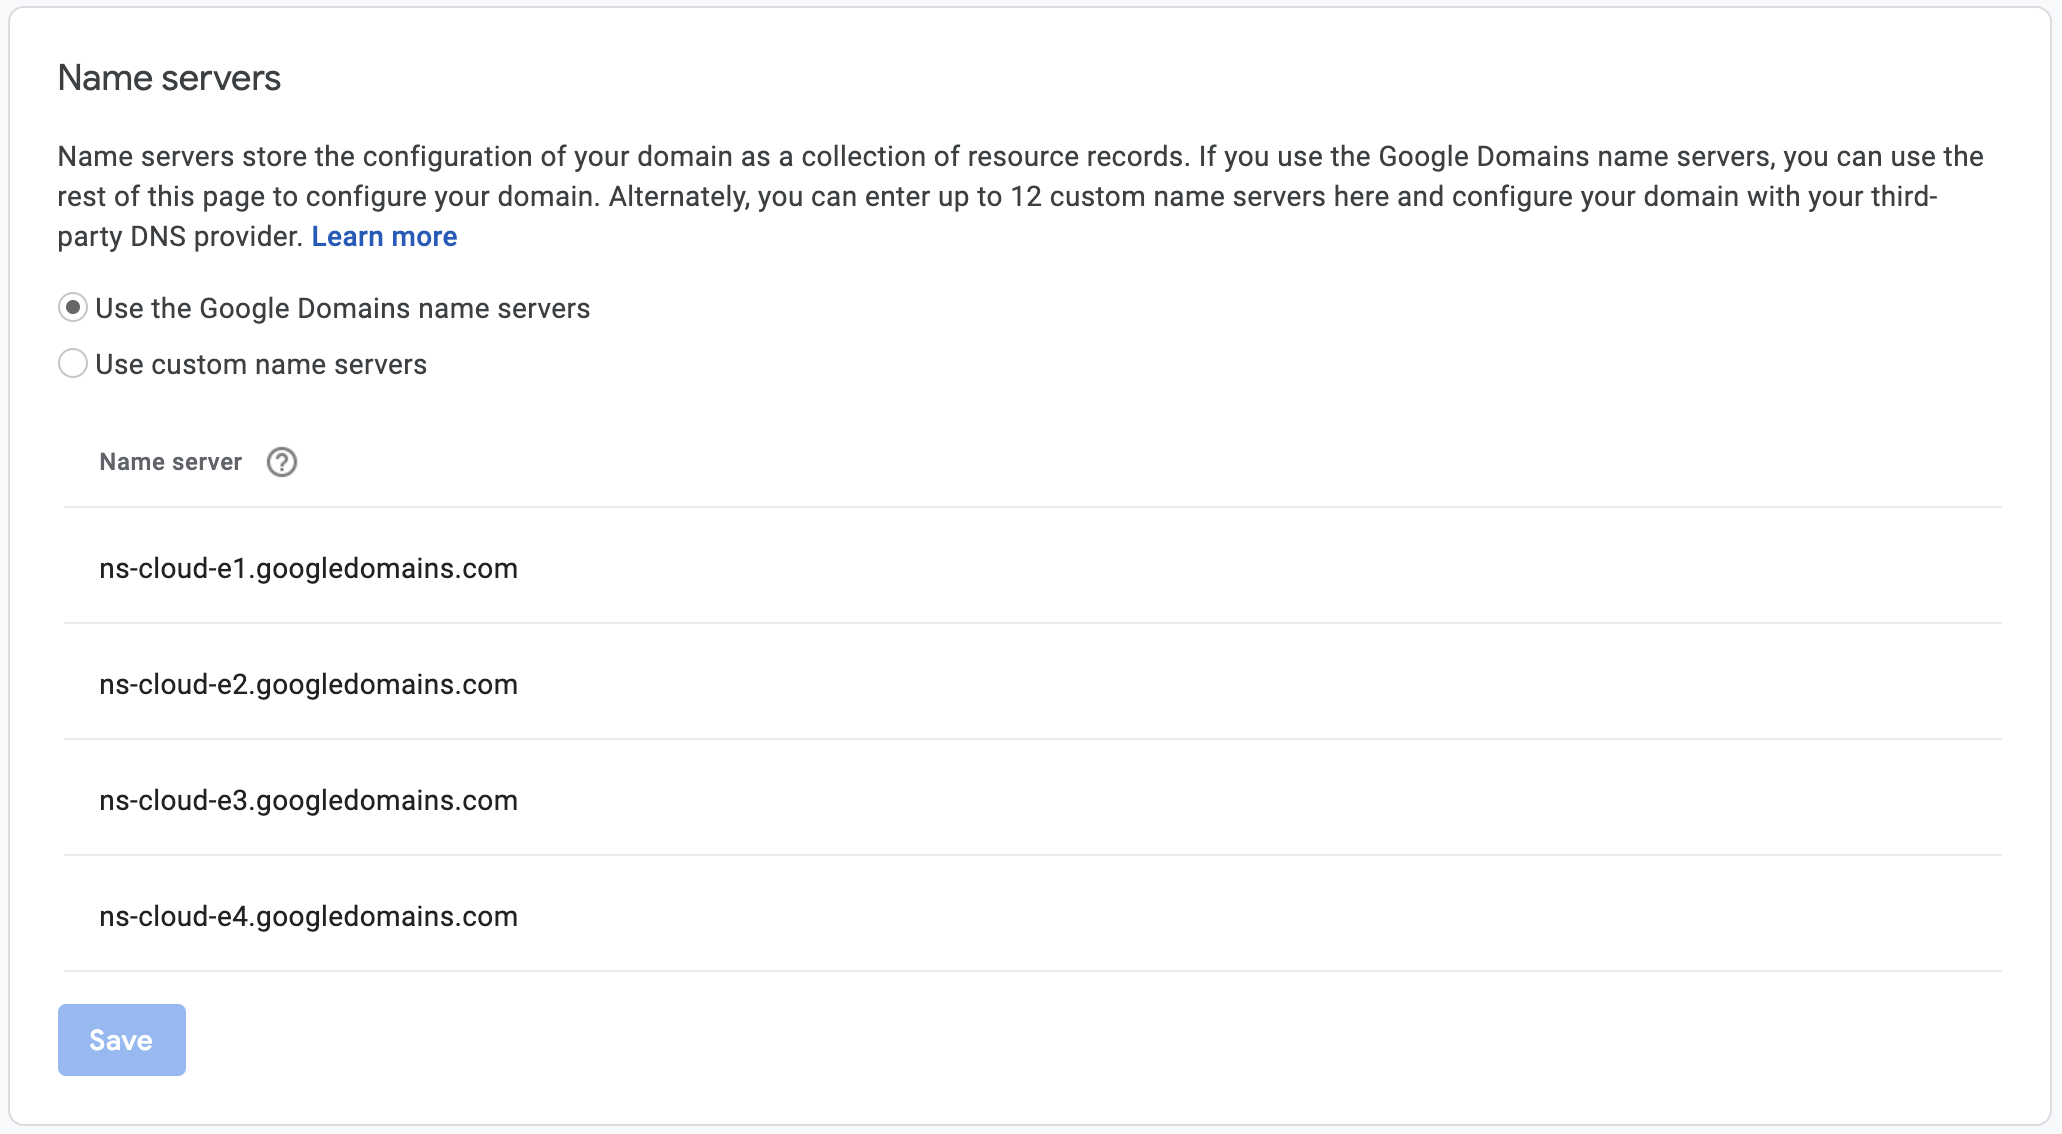 Name servers
Name servers store the configuration of your domain as a collection of resource records. If you use the Google Domains name servers, you can use the
rest of this page to configure your domain. Alternately, you can enter up to 12 custom name servers here and configure your domain with your third-
party DNS provider. Learn more
Use the Google Domains name servers
Use custom name servers
Name server ?
ns-cloud-e1.googledomains.com
ns-cloud-e2.googledomains.com
ns-cloud-e3.googledomains.com
ns-cloud-e4.googledomains.com
Save